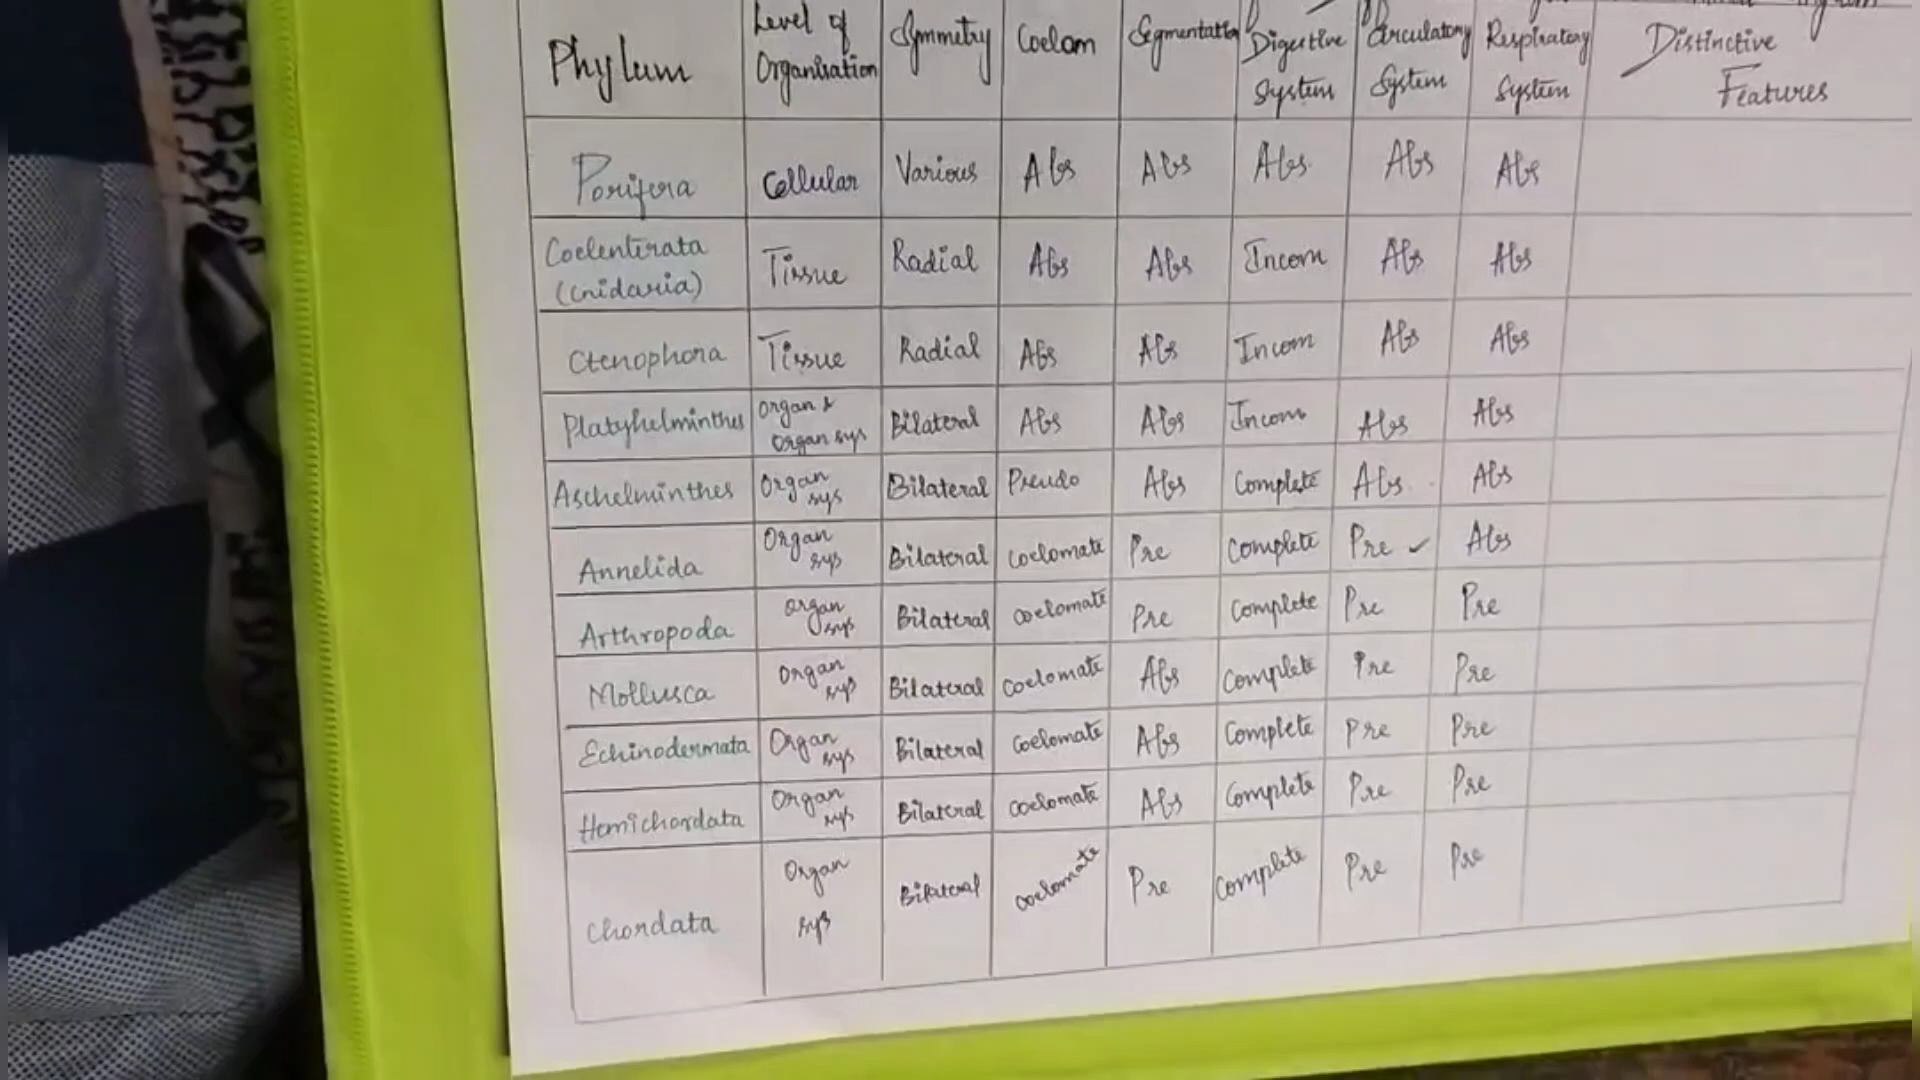 Phylum Level of Organisation Symmetry Coelom Segmentation Digestive System Circulatory System Respiratory System Distinctive Features
Porifera Cellular Various Abs Abs Abs. Abs Abs
Coelenterata (Cnidaria) Tissue Radial Abs Abs Incom Abs Abs
Ctenophora Tissue Radial Abs Abs Incom Abs Abs
Platyhelminthes Organ & Organ sys Bilateral Abs Abs Incom Abs Abs
Aschelminthes Organ sys Bilateral Pseudo Abs Complete Abs Abs
Annelida Organ sys Bilateral Coelomate Pre Complete Pre ✓ Abs
Arthropoda Organ sys Bilateral Coelomate Pre Complete Pre Pre
Mollusca Organ sys Bilateral Coelomate Abs Complete Pre Pre
Echinodermata Organ sys Bilateral Coelomate Abs Complete Pre Pre
Hemichordata Organ sys Bilateral Coelomate Abs Complete Pre Pre
Chordata Organ sys Bilateral Coelomate Pre Complete Pre Pre